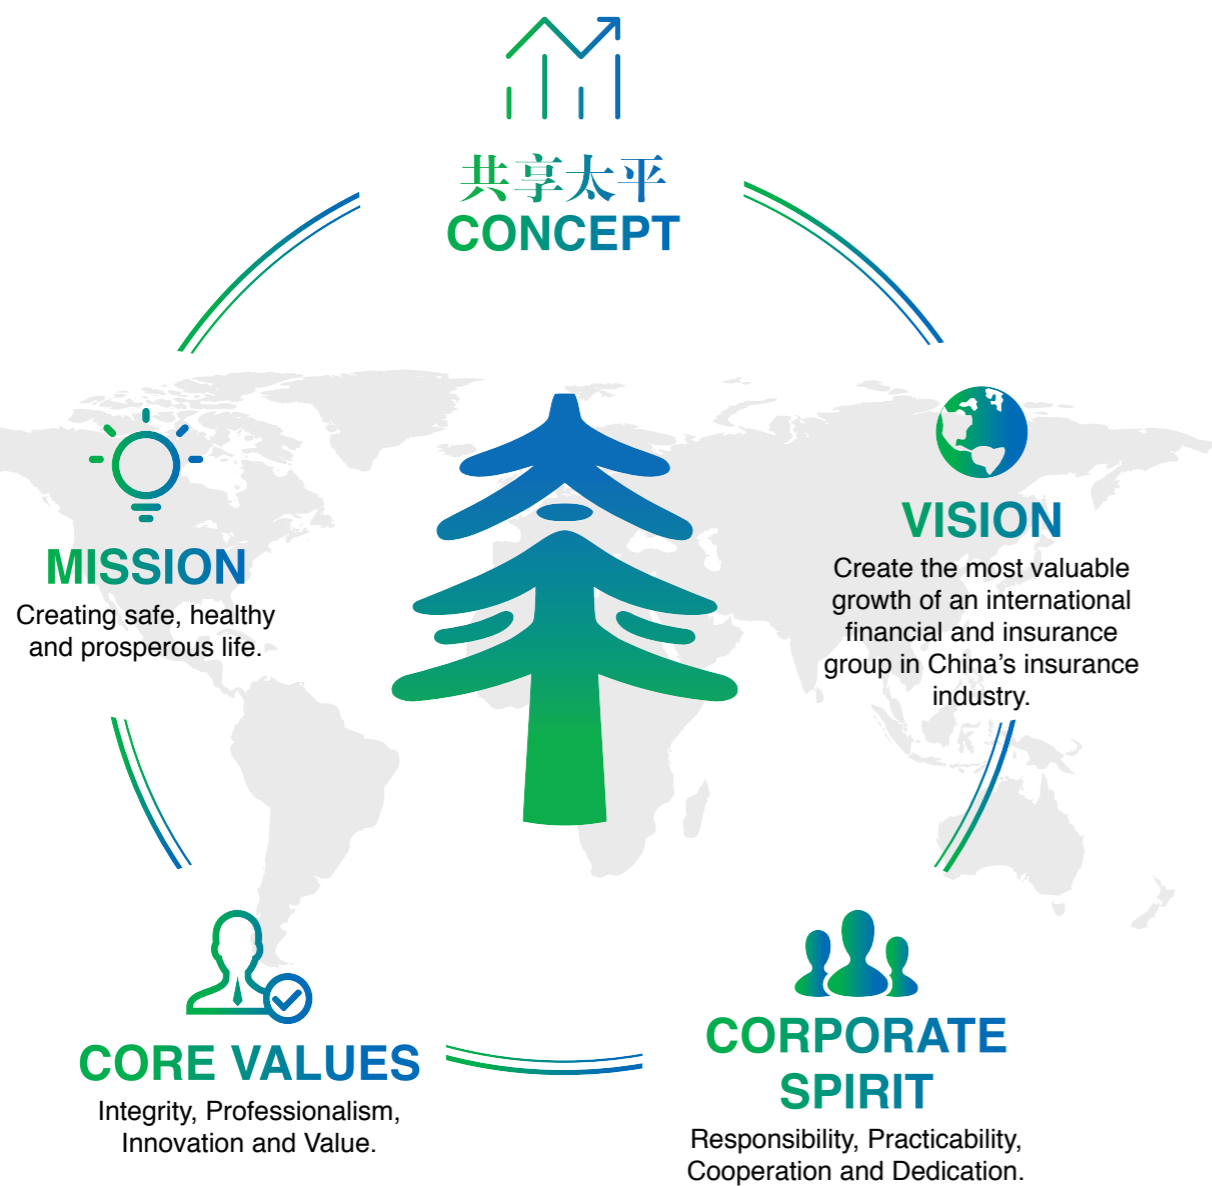 共享太平
CONCEPT
MISSION
Creating safe, healthy
and prosperous life.
VISION
Create the most valuable
growth of an international
financial and insurance
group in China’s insurance
industry.
CORE VALUES
Integrity, Professionalism,
Innovation and Value.
CORPORATE
SPIRIT
Responsibility, Practicability,
Cooperation and Dedication.